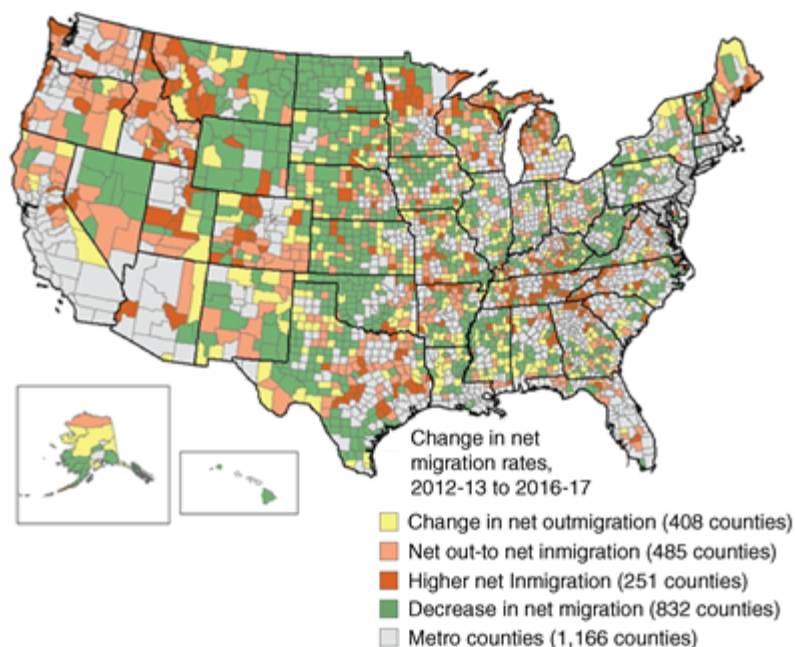 Change in net
migration rates,
2012-13 to 2016-17
Change in net outmigration (408 counties)
Net out-to net inmigration (485 counties)
Higher net Inmigration (251 counties)
Decrease in net migration (832 counties)
Metro counties (1,166 counties)